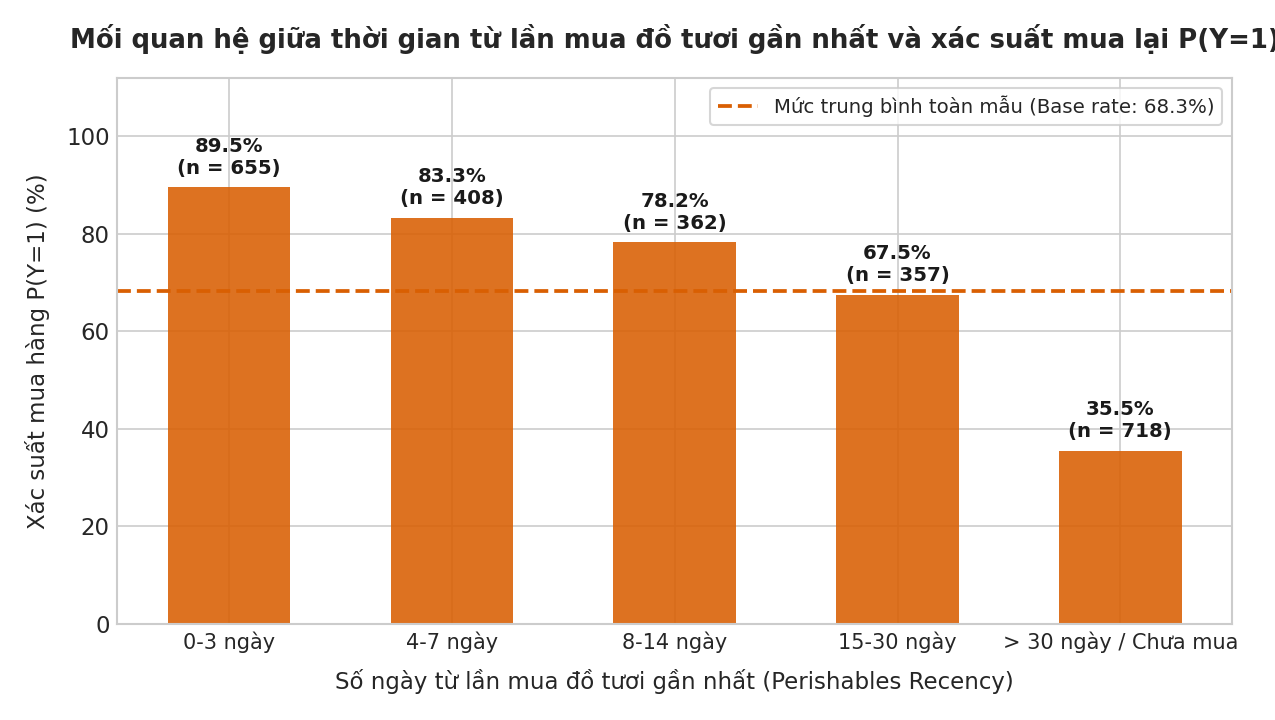 Mối quan hệ giữa thời gian từ lần mua đồ tươi gần nhất và xác suất mua lại P(Y=1)
Mức trung bình toàn mẫu (Base rate: 68.3%)
Xác suất mua hàng P(Y=1) (%)
100
80
60
40
20
0
89.5%
(n = 655)
83.3%
(n = 408)
78.2%
(n = 362)
67.5%
(n = 357)
35.5%
(n = 718)
0-3 ngày
4-7 ngày
8-14 ngày
15-30 ngày
> 30 ngày / Chưa mua
Số ngày từ lần mua đồ tươi gần nhất (Perishables Recency)